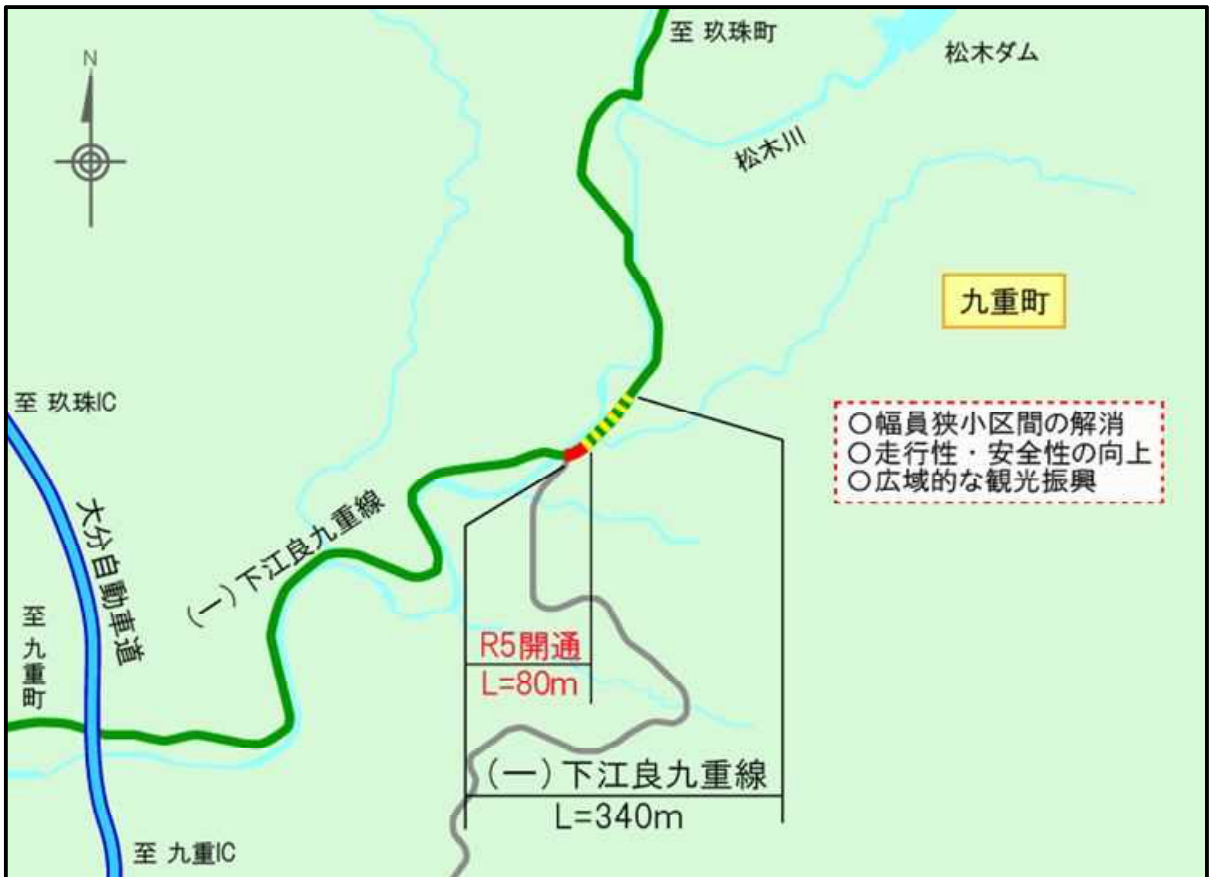 至 玖珠町
松木ダム
N
松木川
九重町
至 玖珠IC
○幅員狭小区間の解消
○走行性・安全性の向上
○広域的な観光振興
大分自動車道
(一)下江良九重線
至 九重町
R5開通
L=80m
(一)下江良九重線
L=340m
至 九重IC